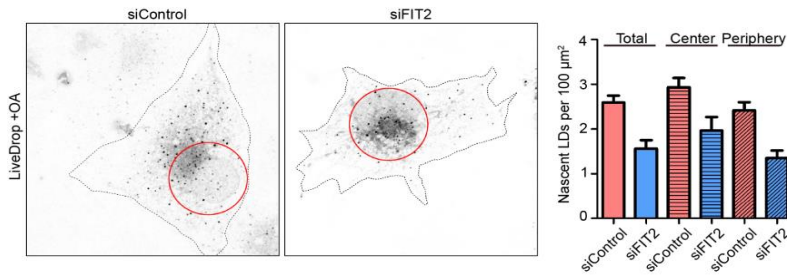 siControl
siFIT2
LiveDrop +OA
Total Center Periphery
Nascent LDs per 100 µm²
4
3
2
1
0
siControl
siFIT2
siControl
siFIT2
siControl
siFIT2